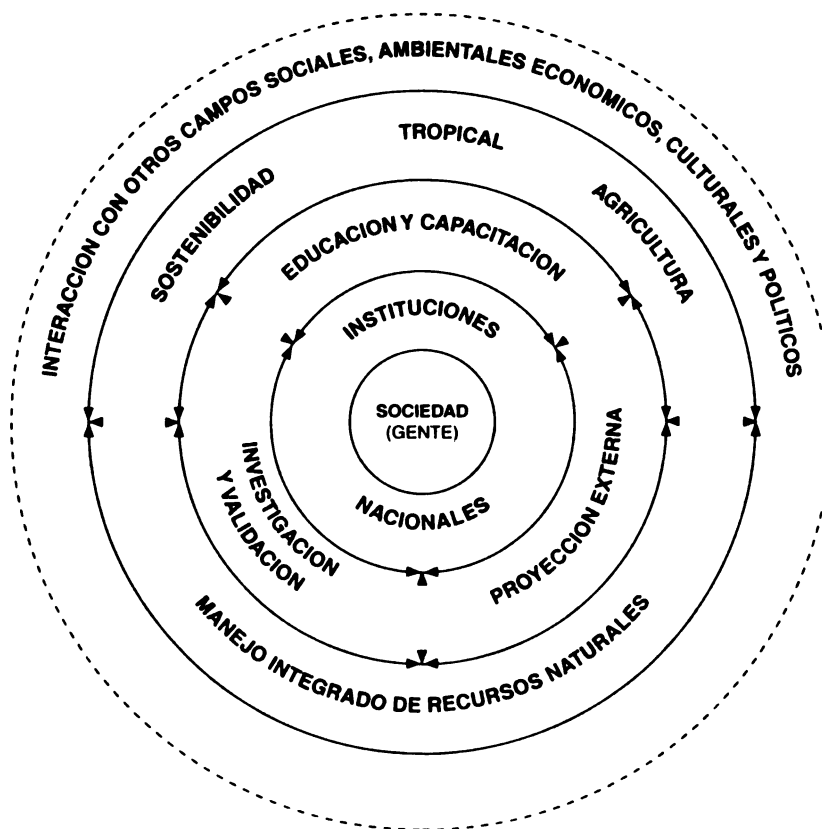 INTERACCION CON OTROS CAMPOS SOCIALES, AMBIENTALES ECONOMICOS, CULTURALES Y POLITICOS
TROPICAL
SOSTENIBILIDAD
AGRICULTURA
EDUCACION Y CAPACITACION
INSTITUCIONES
SOCIEDAD
(GENTE)
NACIONALES
INVESTIGACION
Y VALIDACION
PROYECCION EXTERNA
MANEJO INTEGRADO DE RECURSOS NATURALES